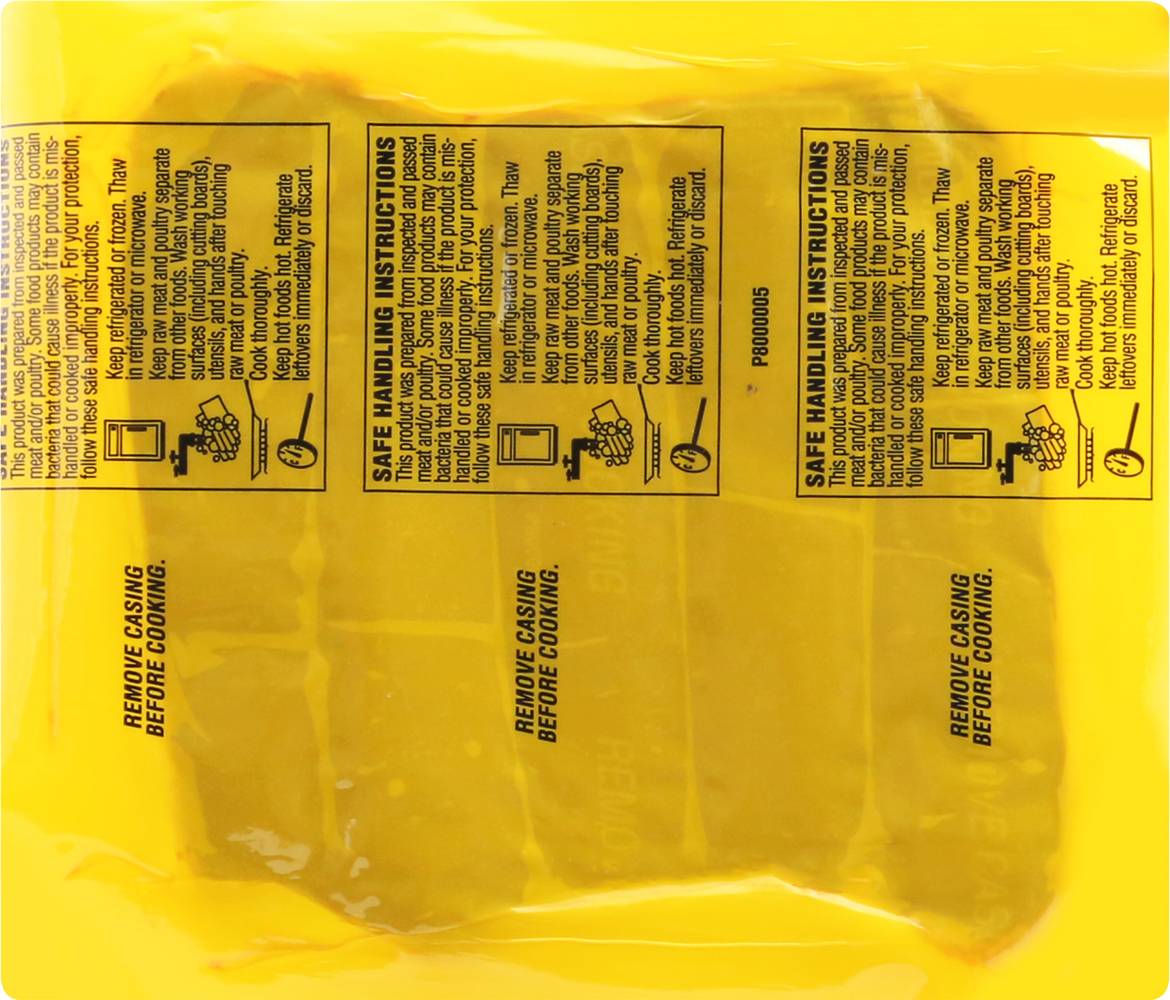 SAFE HANDLING INSTRUCTIONS
This product was prepared from inspected and passed
meat and/or poultry. Some food products may contain
bacteria that could cause illness if the product is mis-
handled or cooked improperly. For your protection,
follow these safe handling instructions.
Keep refrigerated or frozen. Thaw
in refrigerator or microwave.
Keep raw meat and poultry separate
from other foods. Wash working
surfaces (including cutting boards),
utensils, and hands after touching
raw meat or poultry.
Cook thoroughly.
Keep hot foods hot. Refrigerate
leftovers immediately or discard.
REMOVE CASING
BEFORE COOKING.
SAFE HANDLING INSTRUCTIONS
This product was prepared from inspected and passed
meat and/or poultry. Some food products may contain
bacteria that could cause illness if the product is mis-
handled or cooked improperly. For your protection,
follow these safe handling instructions.
Keep refrigerated or frozen. Thaw
in refrigerator or microwave.
Keep raw meat and poultry separate
from other foods. Wash working
surfaces (including cutting boards),
utensils, and hands after touching
raw meat or poultry.
Cook thoroughly.
Keep hot foods hot. Refrigerate
leftovers immediately or discard.
REMOVE CASING
BEFORE COOKING.
P8000005
SAFE HANDLING INSTRUCTIONS
This product was prepared from inspected and passed
meat and/or poultry. Some food products may contain
bacteria that could cause illness if the product is mis-
handled or cooked improperly. For your protection,
follow these safe handling instructions.
Keep refrigerated or frozen. Thaw
in refrigerator or microwave.
Keep raw meat and poultry separate
from other foods. Wash working
surfaces (including cutting boards),
utensils, and hands after touching
raw meat or poultry.
Cook thoroughly.
Keep hot foods hot. Refrigerate
leftovers immediately or discard.
REMOVE CASING
BEFORE COOKING.